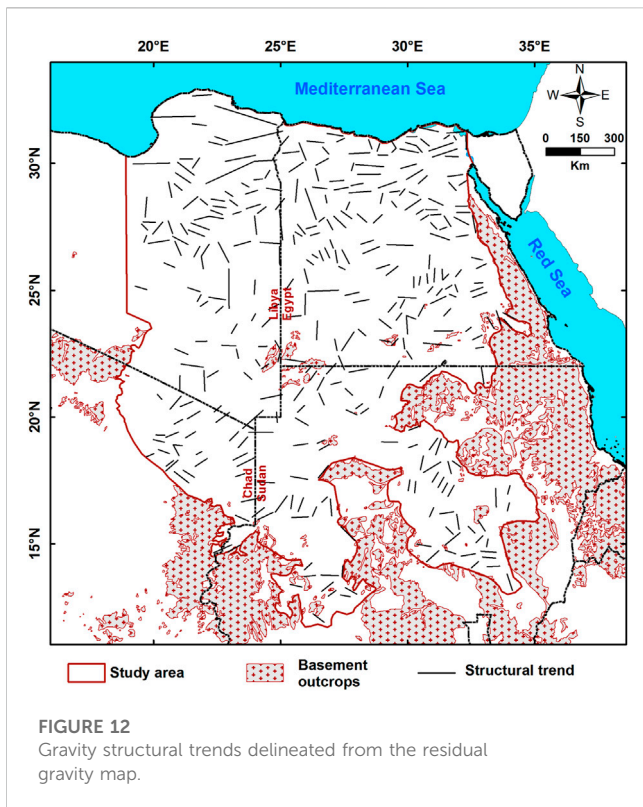 20°E 25°E 30°E 35°E
Mediterranean Sea
N
W E
S
0 150 300
Km
30°N
Red Sea
25°N
Libya
Egypt
20°N
Chad
Sudan
15°N
Study area
Basement
outcrops
Structural trend
FIGURE 12
Gravity structural trends delineated from the residual
gravity map.